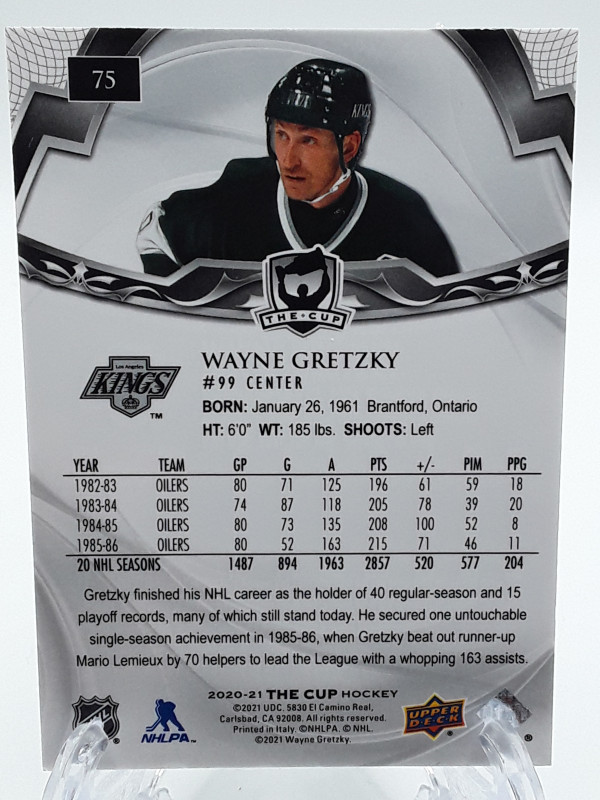 75
KINGS
THE • CUP
Los Angeles
KINGS
TM
WAYNE GRETZKY
#99 CENTER
BORN: January 26, 1961 Brantford, Ontario
HT: 6'0" WT: 185 lbs. SHOOTS: Left
YEAR TEAM GP G A PTS +/- PIM PPG
1982-83 OILERS 80 71 125 196 61 59 18
1983-84 OILERS 74 87 118 205 78 39 20
1984-85 OILERS 80 73 135 208 100 52 8
1985-86 OILERS 80 52 163 215 71 46 11
20 NHL SEASONS 1487 894 1963 2857 520 577 204
Gretzky finished his NHL career as the holder of 40 regular-season and 15
playoff records, many of which still stand today. He secured one untouchable
single-season achievement in 1985-86, when Gretzky beat out runner-up
Mario Lemieux by 70 helpers to lead the League with a whopping 163 assists.
2020-21 THE CUP HOCKEY
©2021 UDC. 5830 El Camino Real,
Carlsbad, CA 92008. All rights reserved.
Printed in Italy. ©NHLPA. © NHL.
©2021 Wayne Gretzky.
NHL ®
NHLPA™
UPPER DECK
®